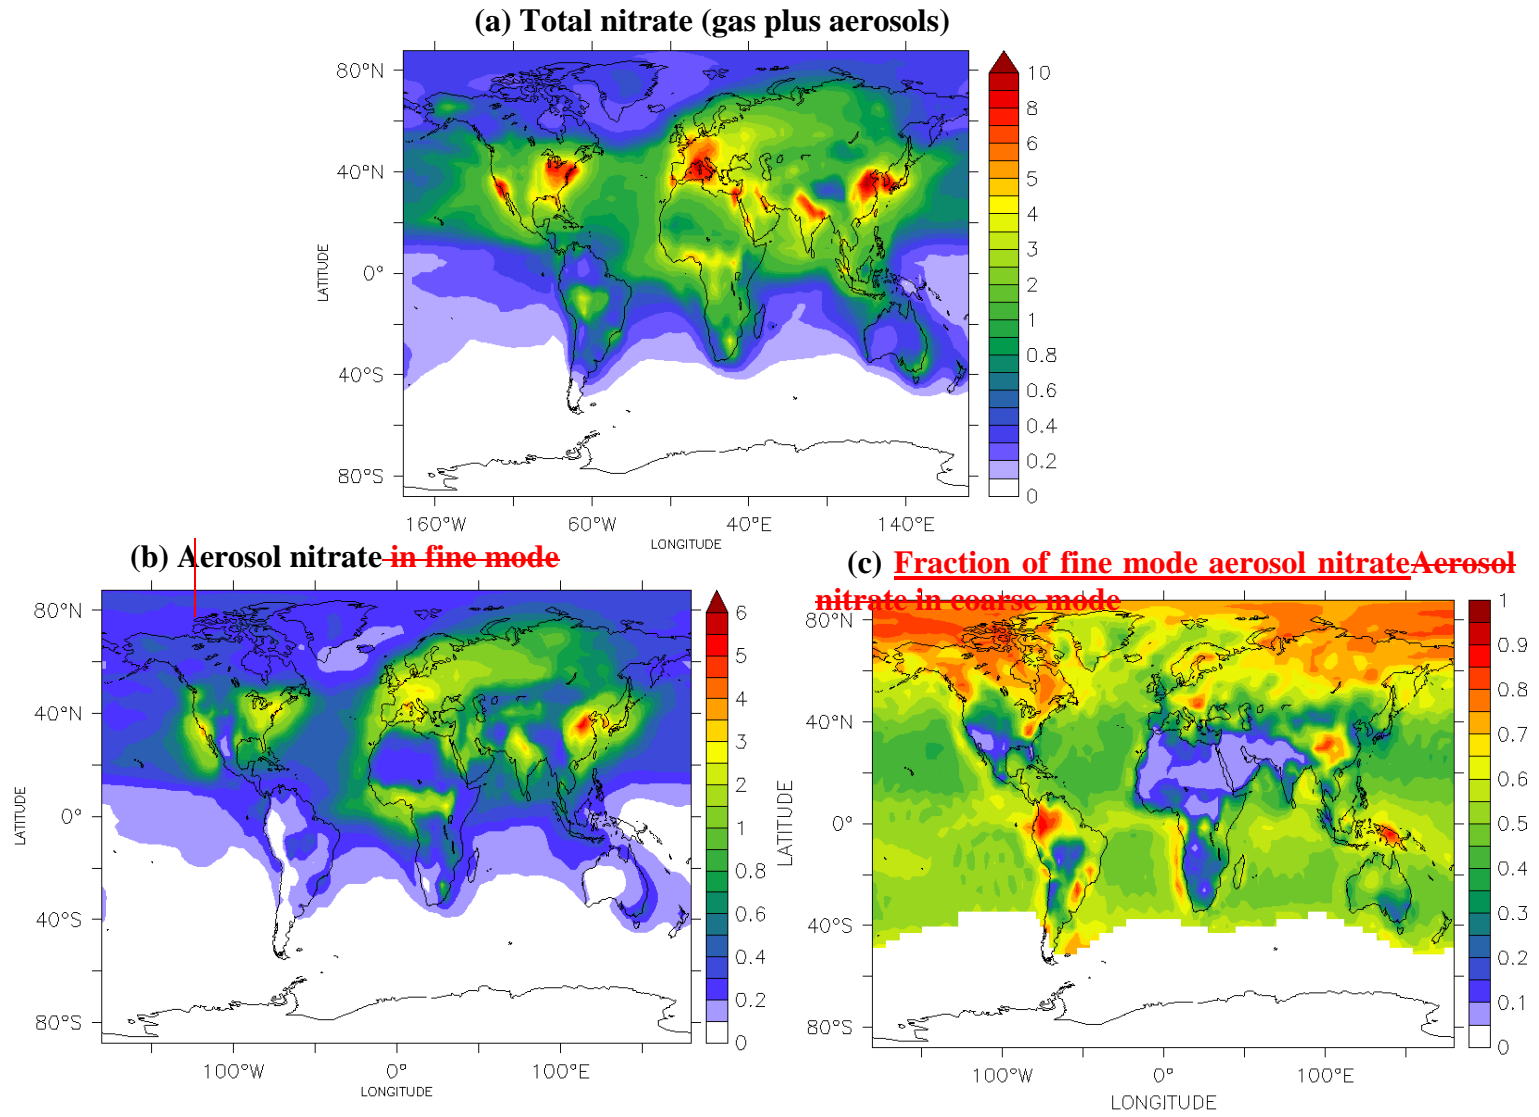 (a) Total nitrate (gas plus aerosols)
80°N
40°N
0°
40°S
80°S
LATITUDE
160°W
60°W
40°E
140°E
LONGITUDE
10
8
6
5
4
3
2
1
0.8
0.6
0.4
0.2
0
(b) Aerosol nitrate in fine mode
80°N
40°N
0°
40°S
80°S
LATITUDE
100°W
0°
100°E
LONGITUDE
6
5
4
3
2
1
0.8
0.6
0.4
0.2
0
(c) Fraction of fine mode aerosol nitrateAerosol
nitrate in coarse mode
80°N
40°N
0°
40°S
80°S
LATITUDE
100°W
0°
100°E
LONGITUDE
1
0.9
0.8
0.7
0.6
0.5
0.4
0.3
0.2
0.1
0